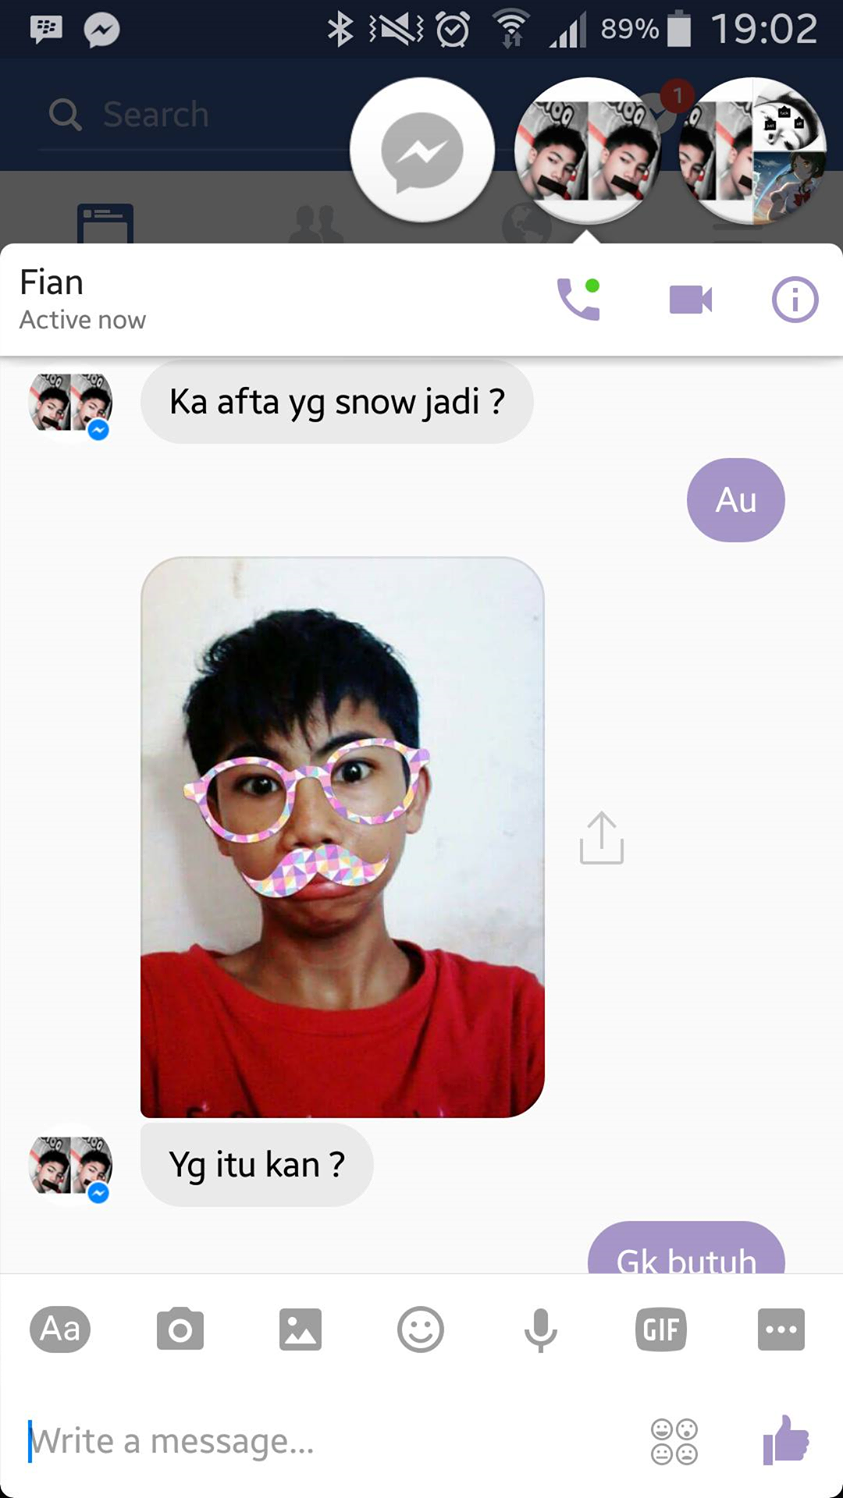 89% 19:02
Search
1
Fian
Active now
Ka afta yg snow jadi ?
Au
Yg itu kan ?
Gk butuh
Aa
GIF
Write a message...